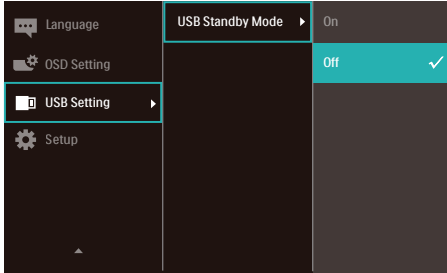 Language
OSD Setting
USB Setting
Setup
USB Standby Mode
On
Off